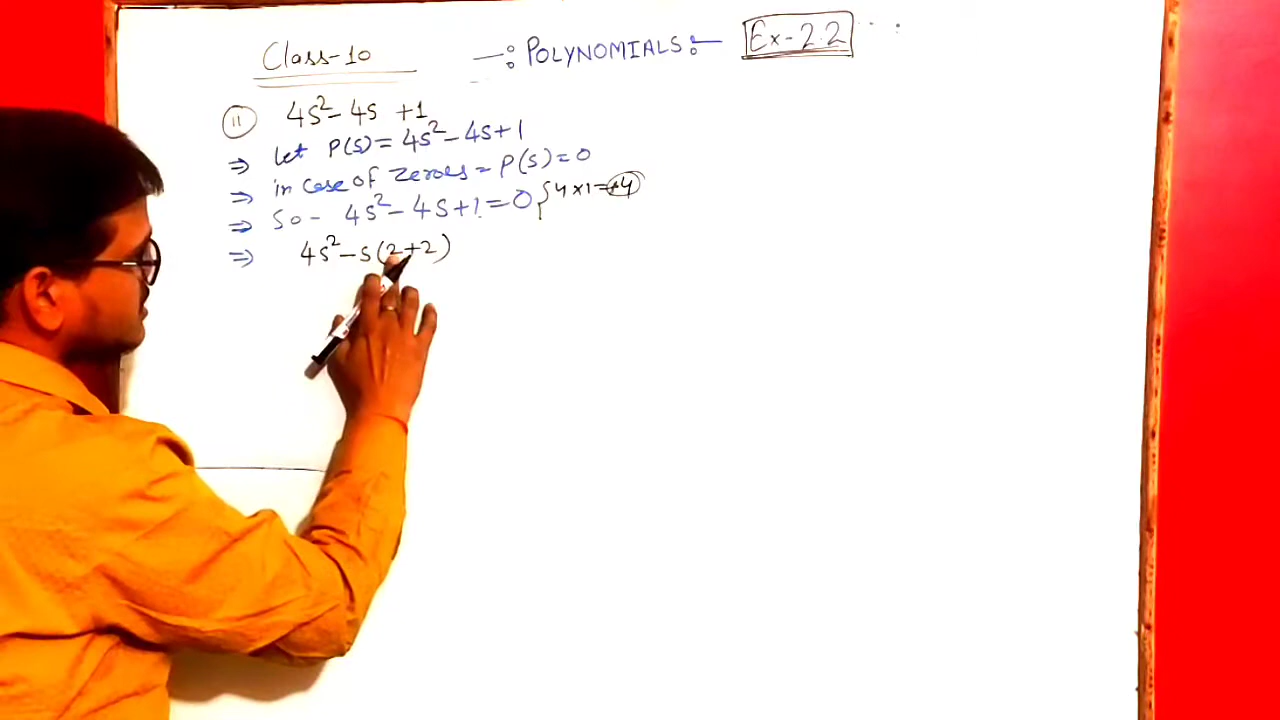 Class-10 —: POLYNOMIALS :— Ex-2.2
(ii) 4s² - 4s + 1
⇒ let P(s) = 4s² - 4s + 1
⇒ in case of zeroes = P(s) = 0
⇒ So - 4s² - 4s + 1 = 0 {4×1=+4
⇒ 4s² - s(2+2)